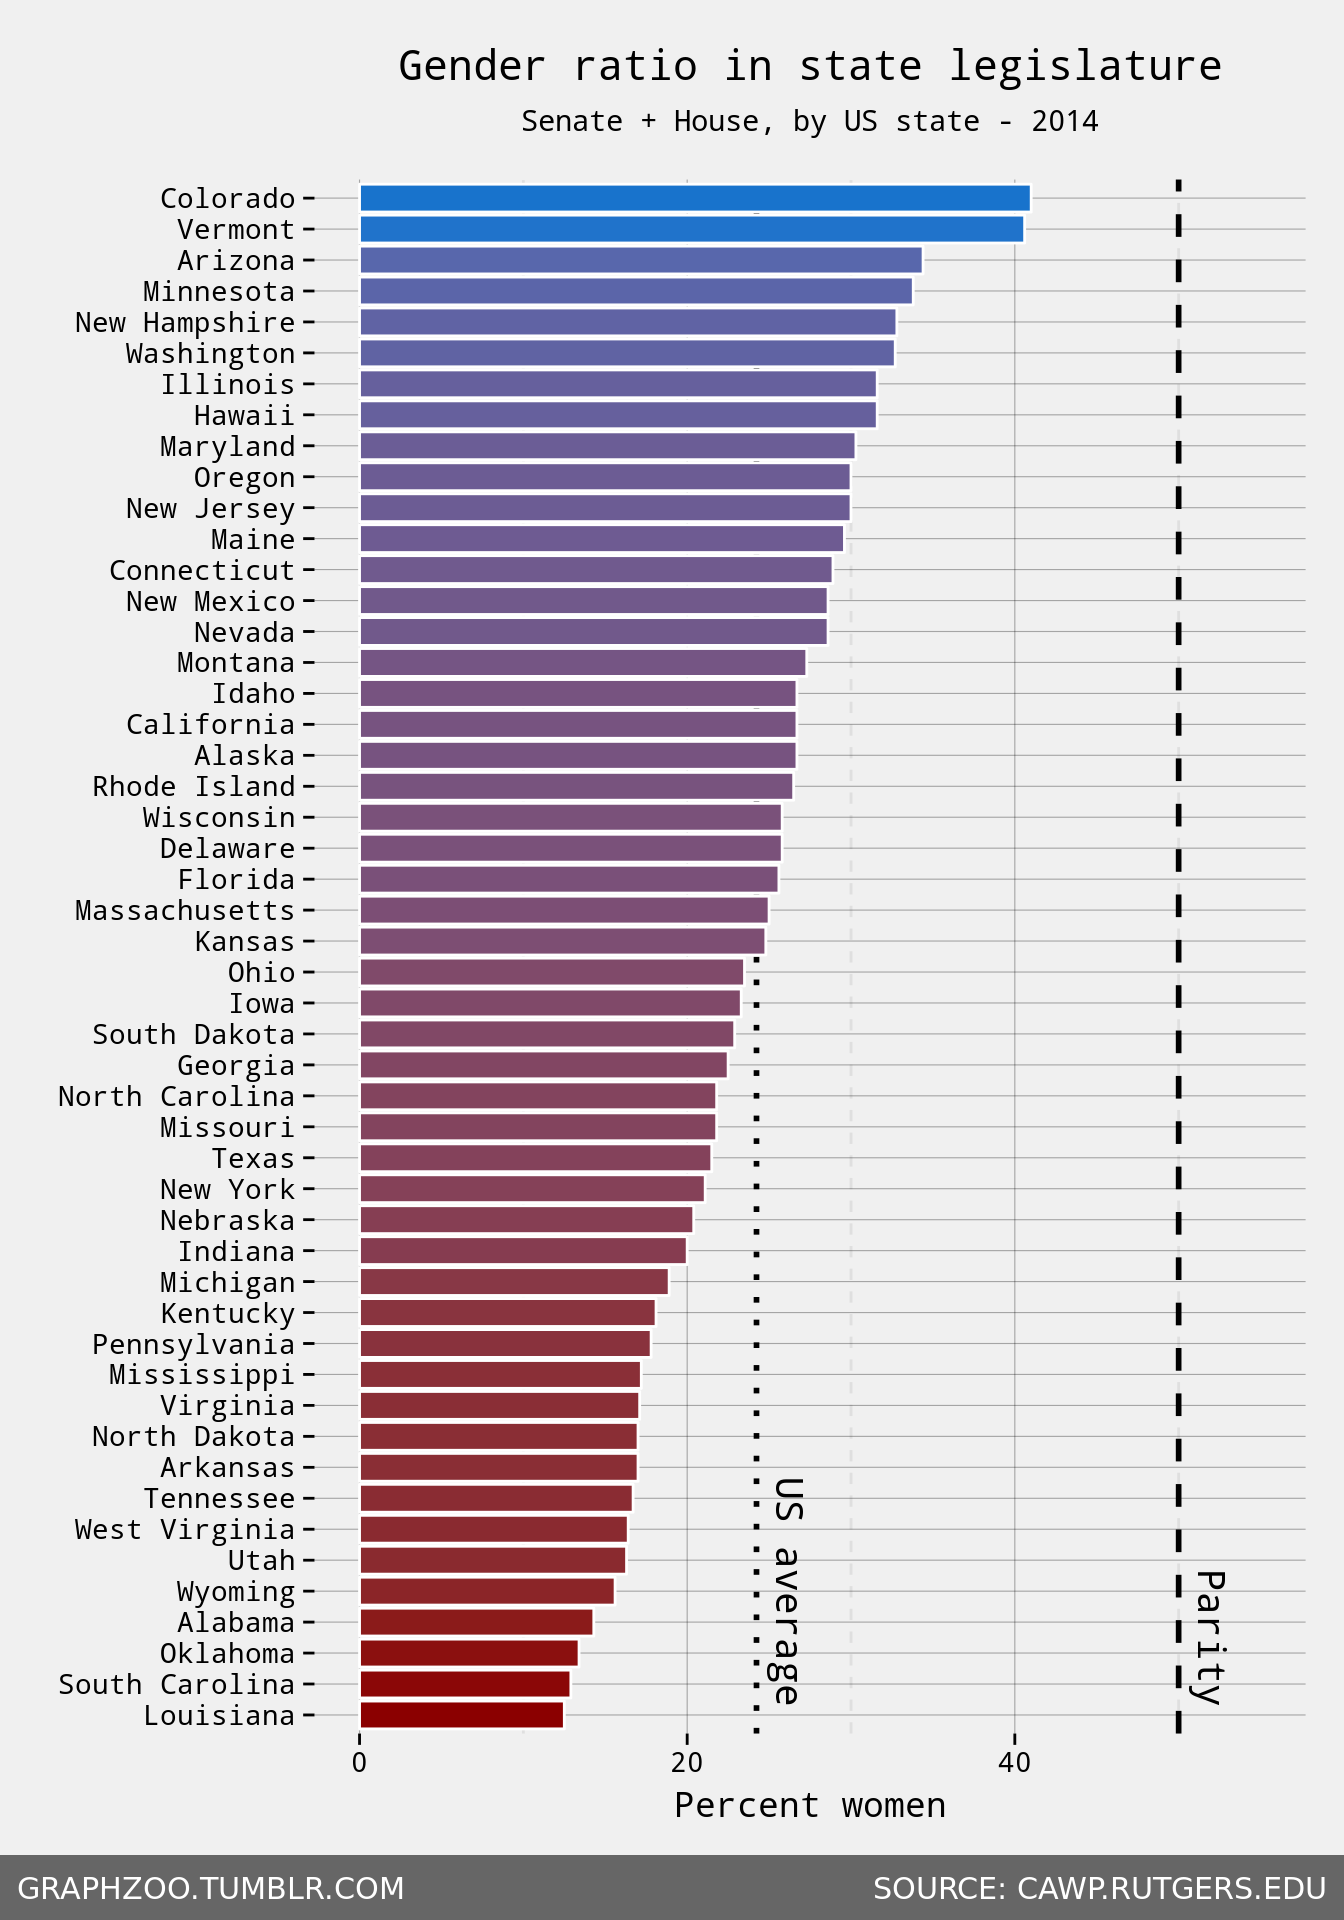 Gender ratio in state legislature
Senate + House, by US state - 2014
Colorado
Vermont
Arizona
Minnesota
New Hampshire
Washington
Illinois
Hawaii
Maryland
Oregon
New Jersey
Maine
Connecticut
New Mexico
Nevada
Montana
Idaho
California
Alaska
Rhode Island
Wisconsin
Delaware
Florida
Massachusetts
Kansas
Ohio
Iowa
South Dakota
Georgia
North Carolina
Missouri
Texas
New York
Nebraska
Indiana
Michigan
Kentucky
Pennsylvania
Mississippi
Virginia
North Dakota
Arkansas
Tennessee
West Virginia
Utah
Wyoming
Alabama
Oklahoma
South Carolina
Louisiana
US average
Parity
0 20 40
Percent women
GRAPHZOO.TUMBLR.COM SOURCE: CAWP.RUTGERS.EDU